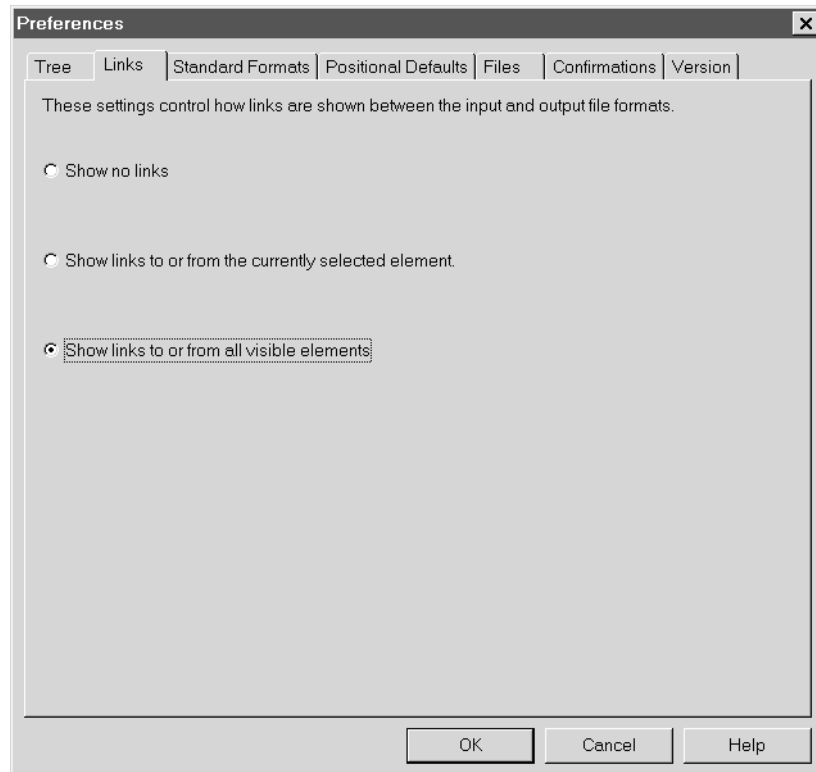 Preferences
Tree Links Standard Formats Positional Defaults Files Confirmations Version
These settings control how links are shown between the input and output file formats.
Show no links
Show links to or from the currently selected element.
Show links to or from all visible elements
OK Cancel Help